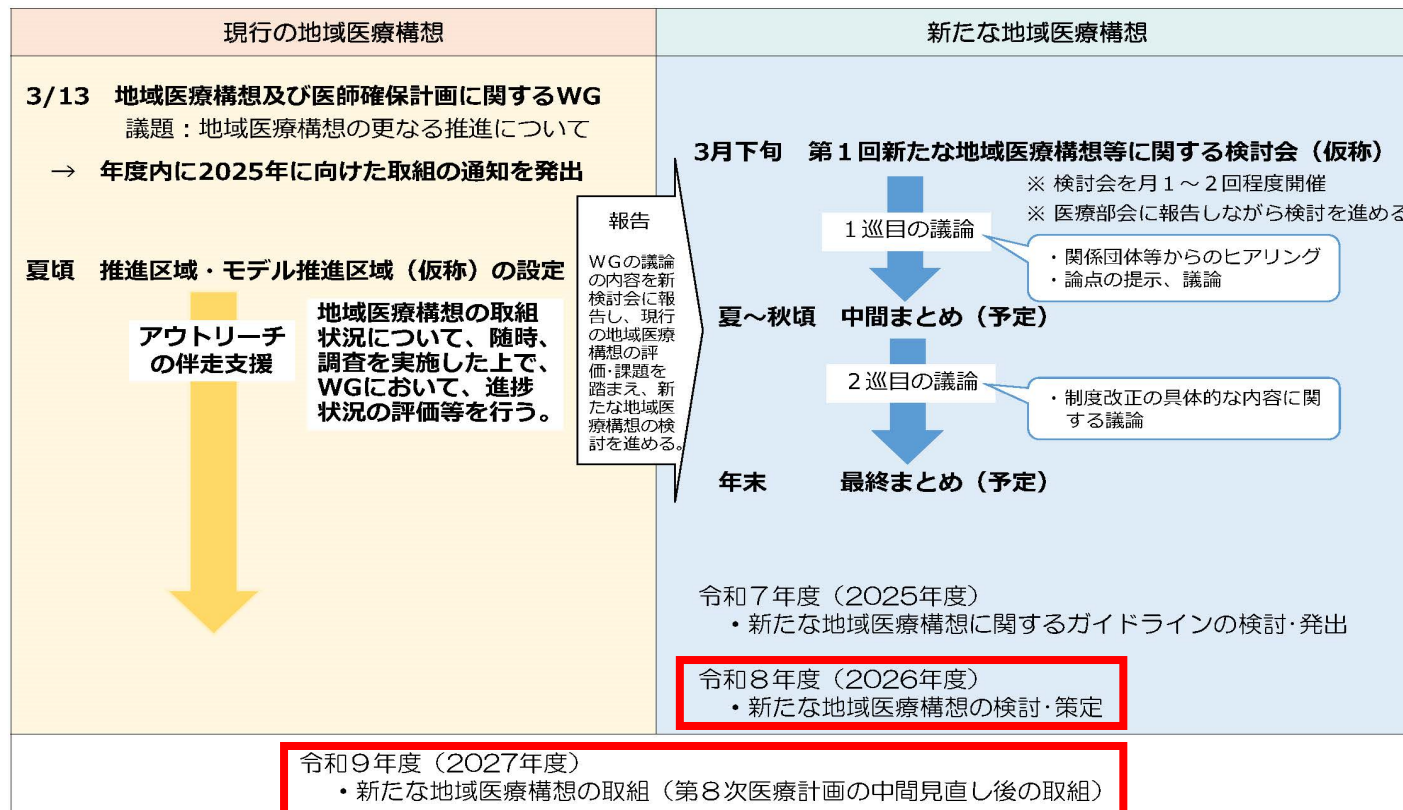 現行の地域医療構想
新たな地域医療構想
3/13 地域医療構想及び医師確保計画に関するWG
議題：地域医療構想の更なる推進について
→ 年度内に2025年に向けた取組の通知を発出
夏頃 推進区域・モデル推進区域（仮称）の設定
アウトリーチ
の伴走支援
地域医療構想の取組
状況について、随時、
調査を実施した上で、
WGにおいて、進捗
状況の評価等を行う。
報告
ＷＧの議論
の内容を新
検討会に報
告し、現行
の地域医療
構想の評
価・課題を
踏まえ、新
たな地域医
療構想の検
討を進める。
3月下旬 第１回新たな地域医療構想等に関する検討会（仮称）
※ 検討会を月１～２回程度開催
※ 医療部会に報告しながら検討を進める
１巡目の議論
・関係団体等からのヒアリング
・論点の提示、議論
夏～秋頃 中間まとめ（予定）
２巡目の議論
・制度改正の具体的な内容に関
する議論
年末 最終まとめ（予定）
令和７年度（2025年度）
・新たな地域医療構想に関するガイドラインの検討・発出
令和８年度（2026年度）
・新たな地域医療構想の検討・策定
令和９年度（2027年度）
・新たな地域医療構想の取組（第８次医療計画の中間見直し後の取組）